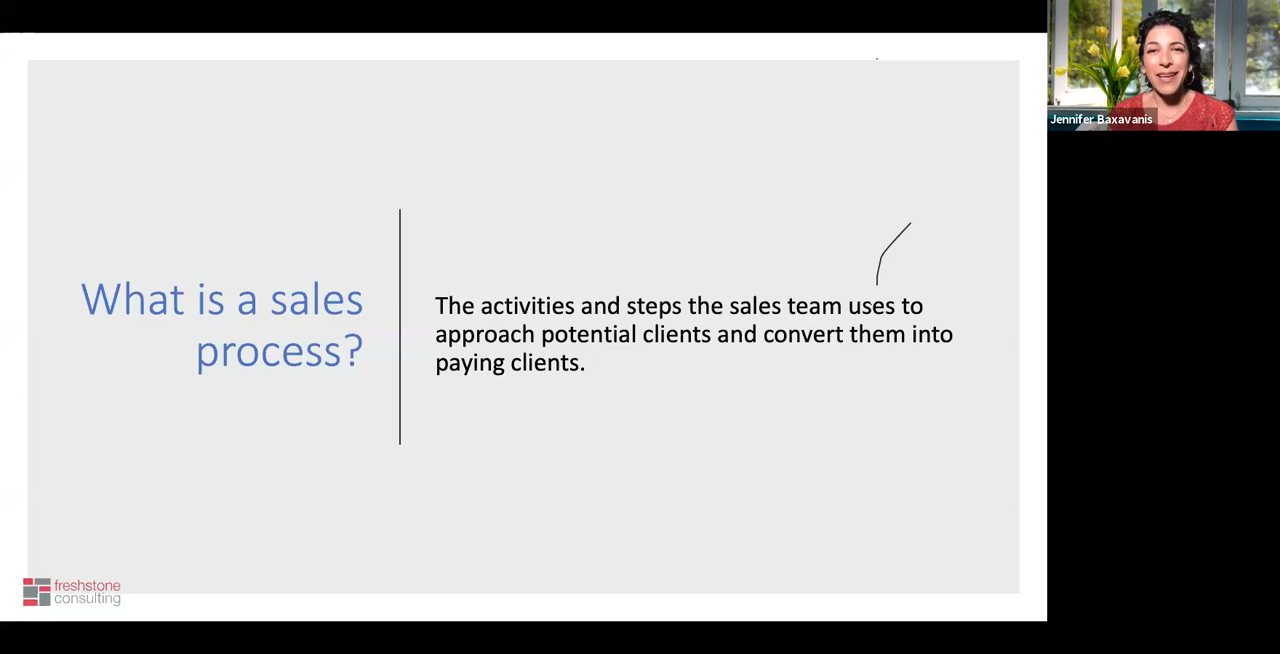 Jennifer Baxavanis
What is a sales
process?
The activities and steps the sales team uses to
approach potential clients and convert them into
paying clients.
freshstone
consulting